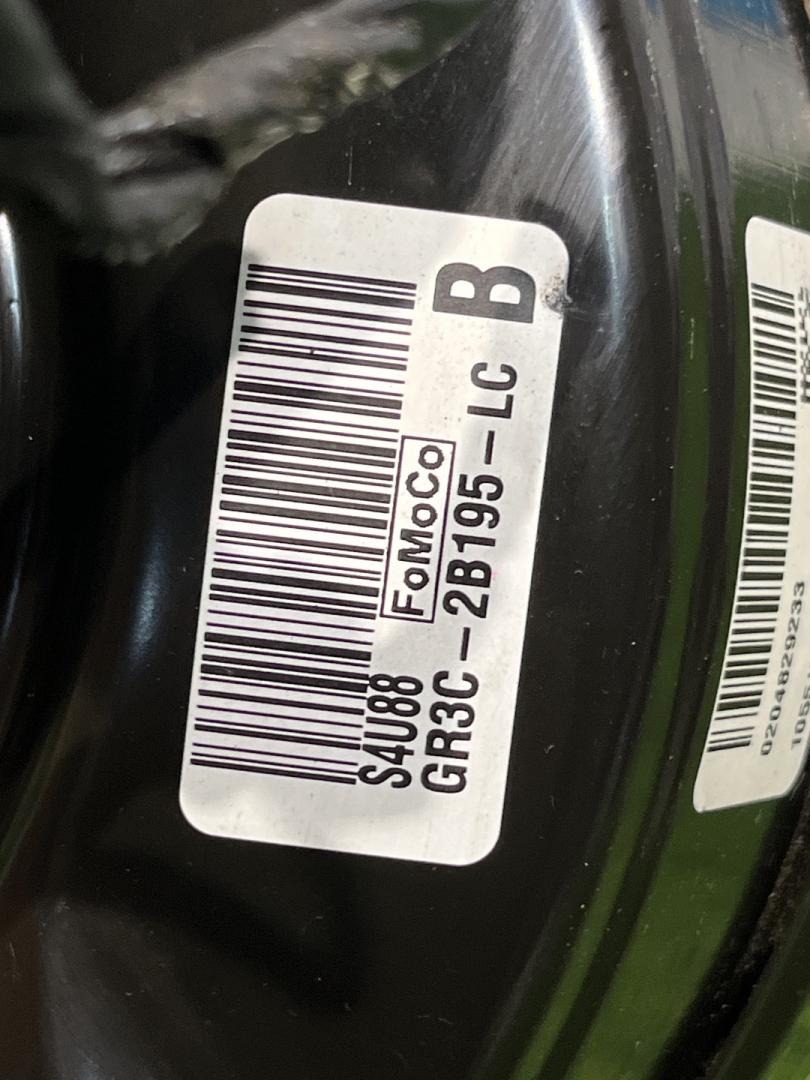 S4U88
FoMoCo
GR3C-2B195-LC
B
0204829233